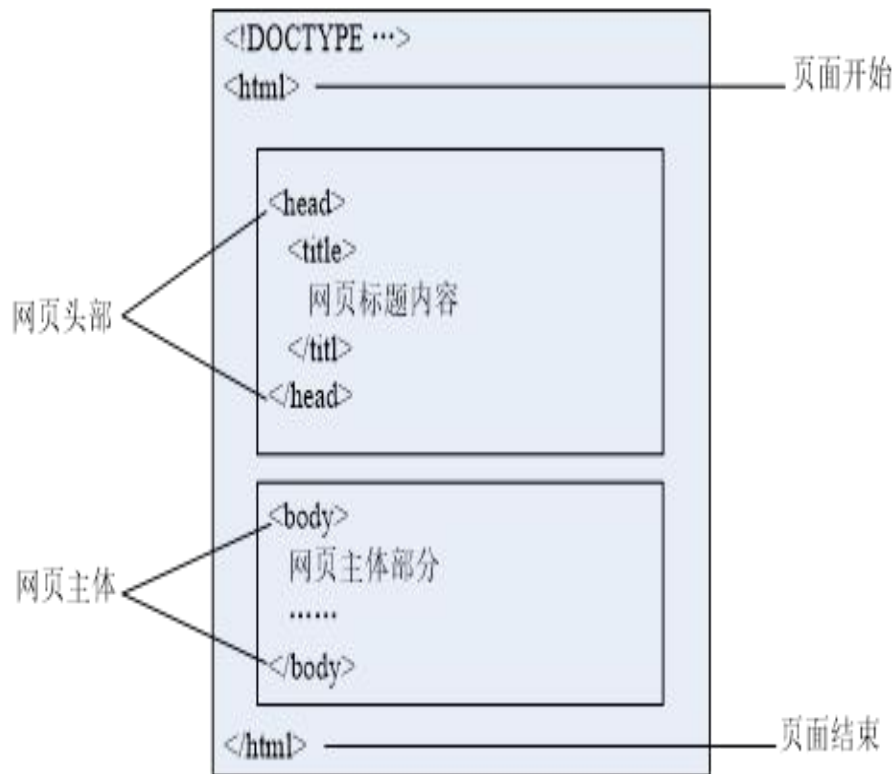 <!DOCTYPE …>
<html>
页面开始
<head>
<title>
网页标题内容
网页头部
</titl>
</head>
<body>
网页主体部分
网页主体
……
</body>
</html>
页面结束